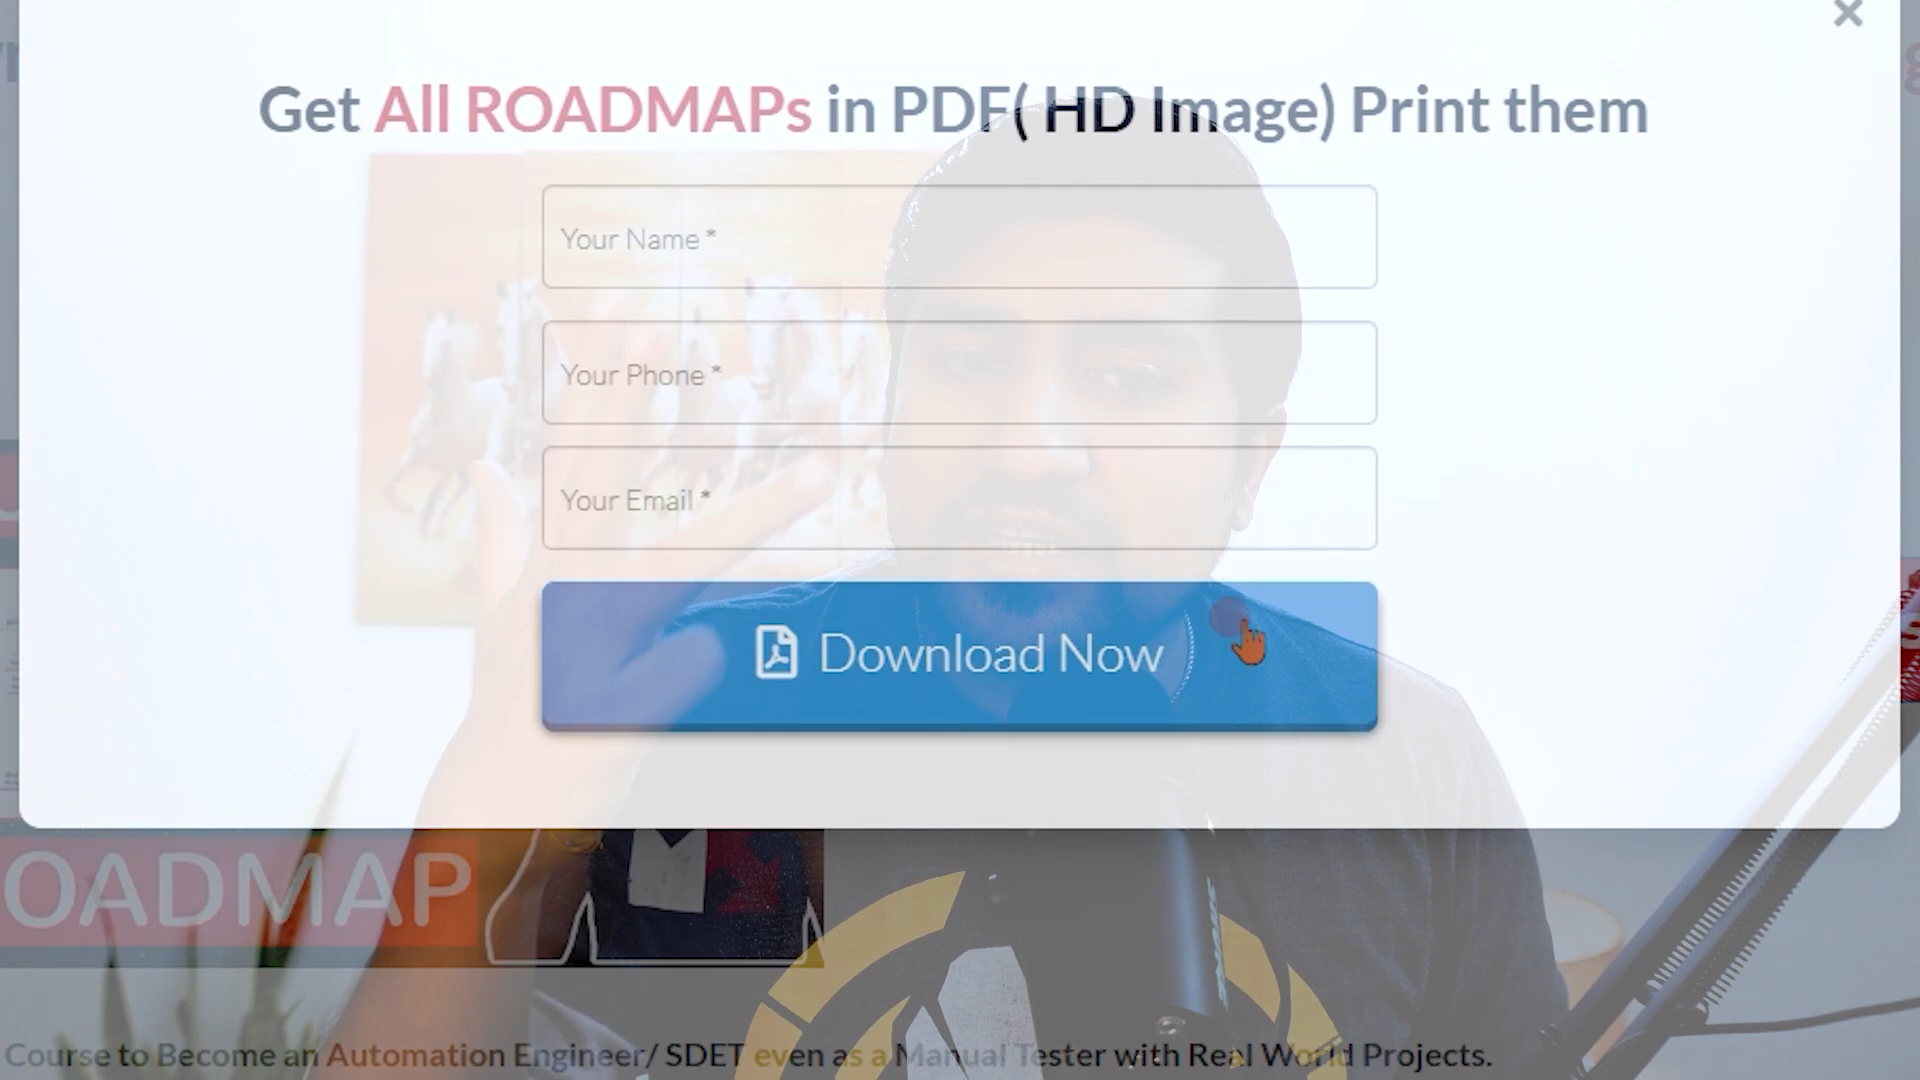 Get All ROADMAPs in PDF( HD Image) Print them
Your Name *
Your Phone *
Your Email *
Download Now
OADMAP
Course to Become an Automation Engineer/ SDET even as a Manual Tester with Real World Projects.